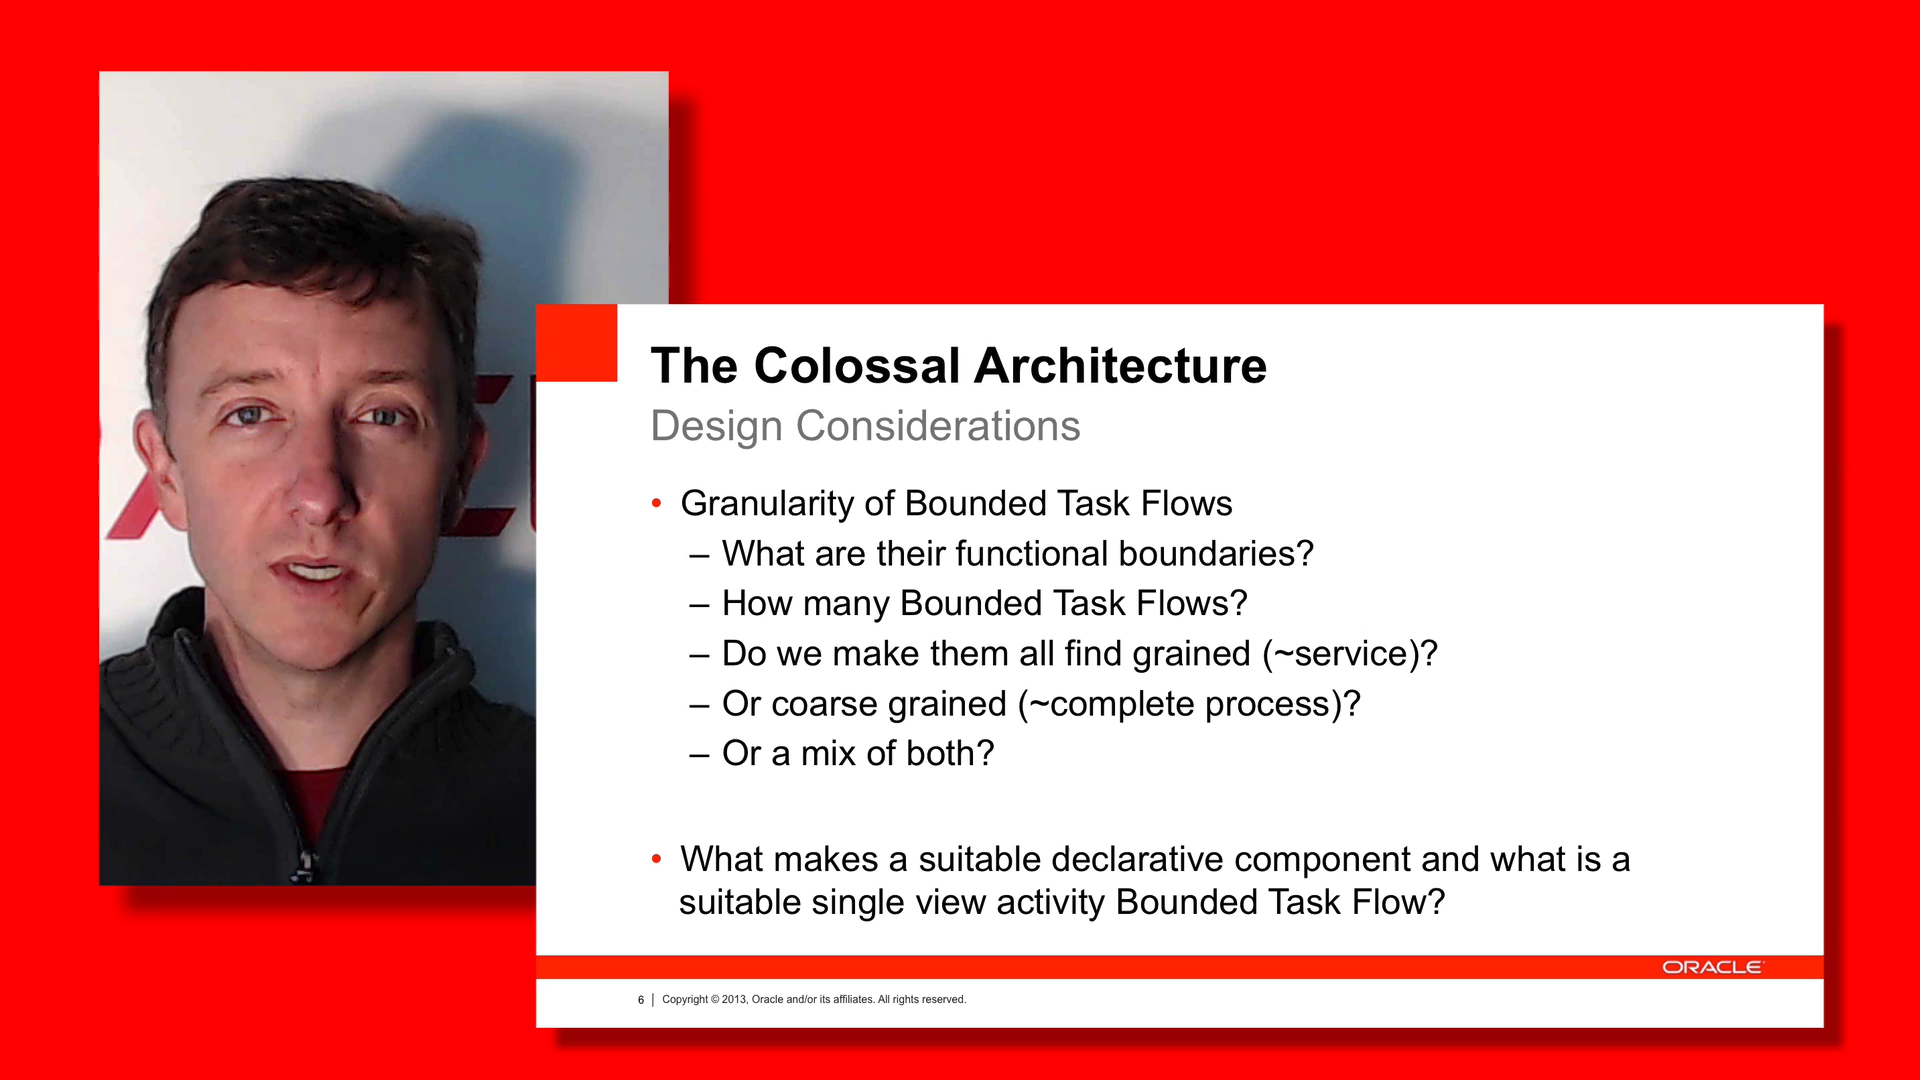 The Colossal Architecture
Design Considerations
• Granularity of Bounded Task Flows
– What are their functional boundaries?
– How many Bounded Task Flows?
– Do we make them all find grained (~service)?
– Or coarse grained (~complete process)?
– Or a mix of both?
• What makes a suitable declarative component and what is a
suitable single view activity Bounded Task Flow?
ORACLE
6 | Copyright © 2013, Oracle and/or its affiliates. All rights reserved.